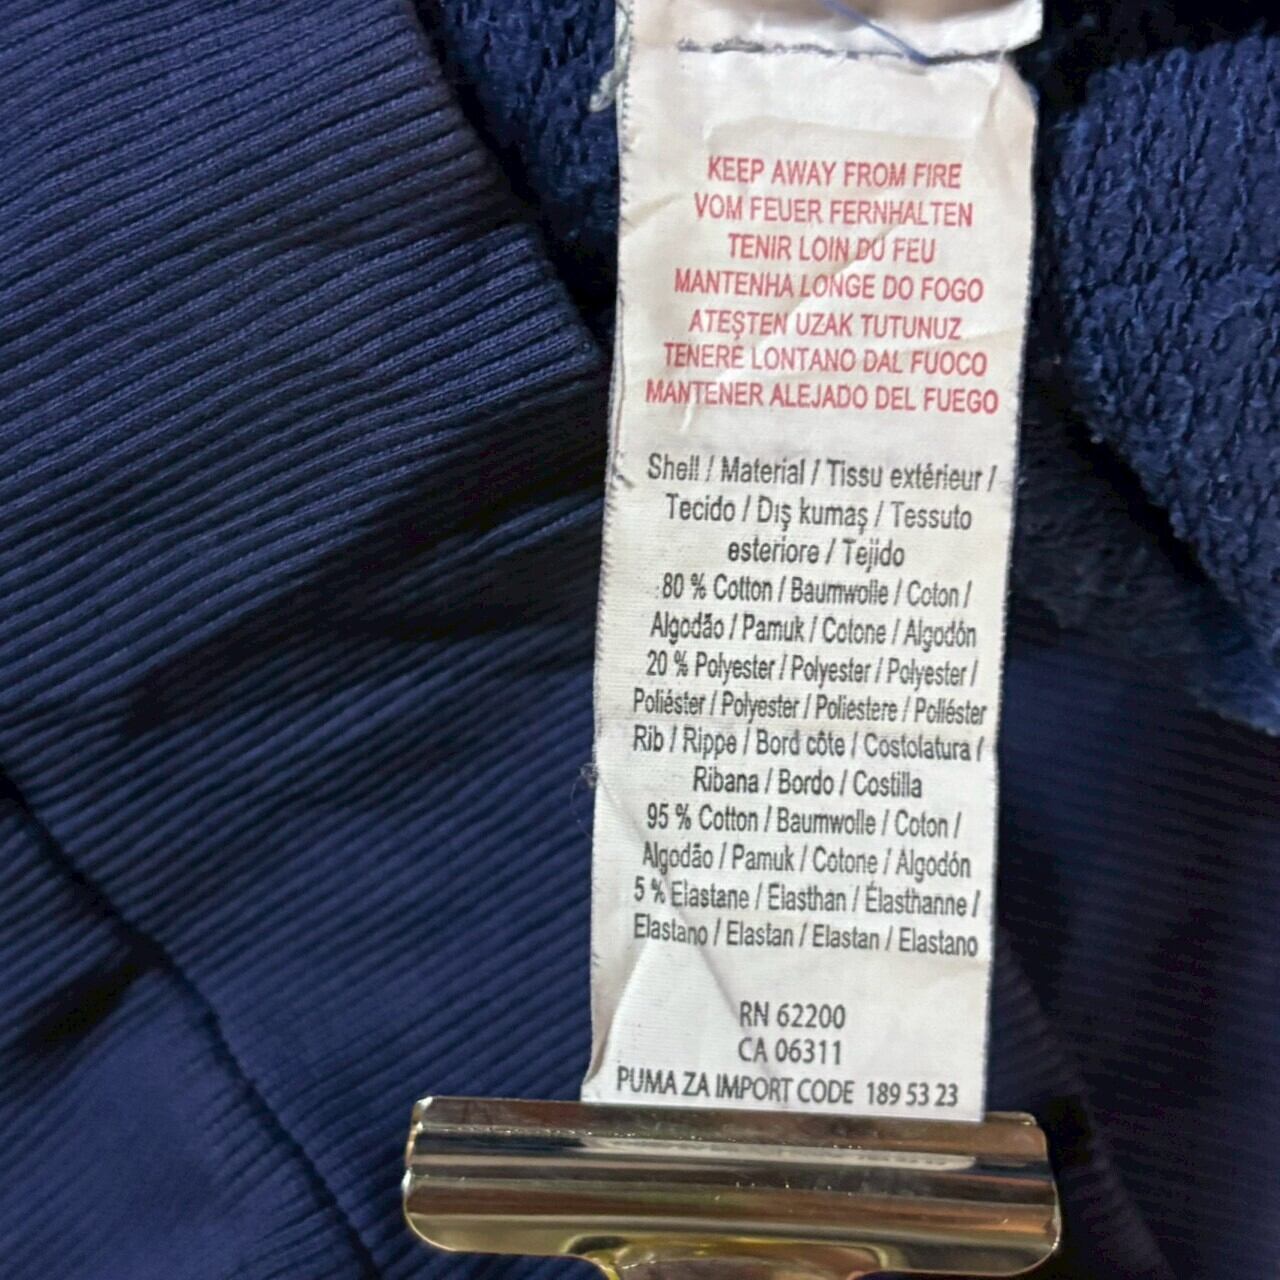 KEEP AWAY FROM FIRE
VOM FEUER FERNHALTEN
TENIR LOIN DU FEU
MANTENHA LONGE DO FOGO
ATEŞTEN UZAK TUTUNUZ
TENERE LONTANO DAL FUOCO
MANTENER ALEJADO DEL FUEGO
Shell / Material / Tissu extérieur /
Tecido / Dış kumaş / Tessuto
esteriore / Tejido
80 % Cotton / Baumwolle / Coton /
Algodão / Pamuk / Cotone / Algodón
20 % Polyester / Polyester / Polyester /
Poliéster / Polyester / Poliestere / Poliéster
Rib / Rippe / Bord côte / Costolatura /
Ribana / Bordo / Costilla
95 % Cotton / Baumwolle / Coton /
Algodão / Pamuk / Cotone / Algodón
5 % Elastane / Elasthan / Élasthanne /
Elastano / Elastan / Elastan / Elastano
RN 62200
CA 06311
PUMA ZA IMPORT CODE 189 53 23